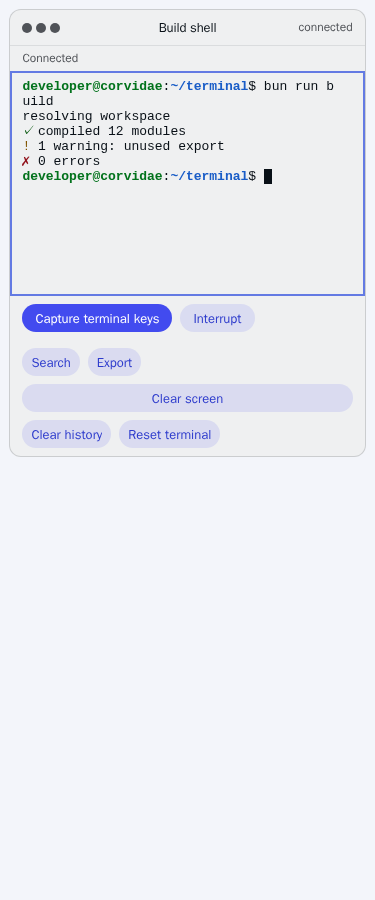 Build shell
connected
Connected
developer@corvidae:~/terminal$ bun run b
uild
resolving workspace
✓ compiled 12 modules
! 1 warning: unused export
✗ 0 errors
developer@corvidae:~/terminal$
Capture terminal keys
Interrupt
Search
Export
Clear screen
Clear history
Reset terminal